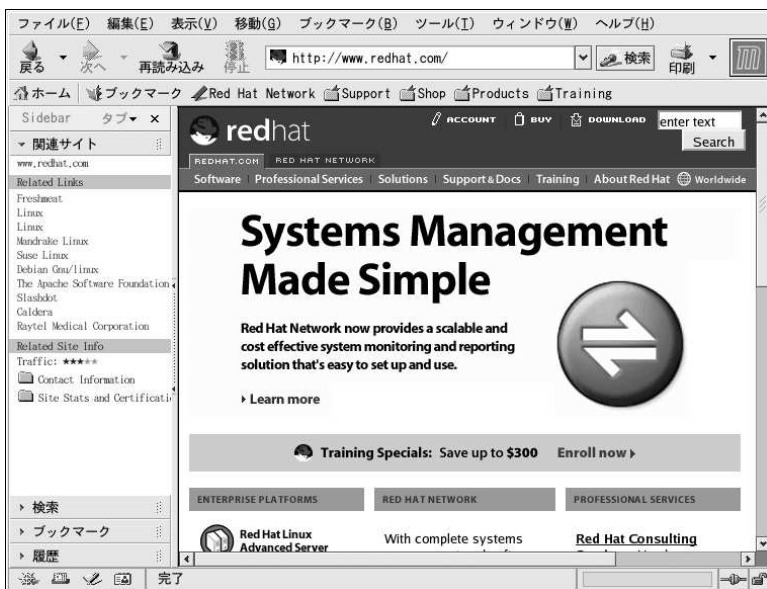 ファイル(F) 編集(E) 表示(V) 移動(G) ブックマーク(B) ツール(T) ウィンドウ(W) ヘルプ(H)
戻る 次へ 再読み込み 停止 http://www.redhat.com/ 検索 印刷
ホーム ブックマーク Red Hat Network Support Shop Products Training
Sidebar タブ
関連サイト
www.redhat.com
Related Links
Freshmeat
Linux
Linux
Mandrake Linux
Suse Linux
Debian Gnu/linux
The Apache Software Foundation
Slashdot
Caldera
Raytel Medical Corporation
Related Site Info
Traffic: ★★★★★
Contact Information
Site Stats and Certificati
検索
ブックマーク
履歴
redhat
ACCOUNT BUY DOWNLOAD enter text
Search
REDHAT.COM RED HAT NETWORK
Software Professional Services Solutions Support & Docs Training About Red Hat Worldwide
Systems Management
Made Simple
Red Hat Network now provides a scalable and
cost effective system monitoring and reporting
solution that's easy to set up and use.
Learn more
Training Specials: Save up to $300 Enroll now
ENTERPRISE PLATFORMS RED HAT NETWORK PROFESSIONAL SERVICES
Red Hat Linux
Advanced Server
With complete systems
Red Hat Consulting
完了